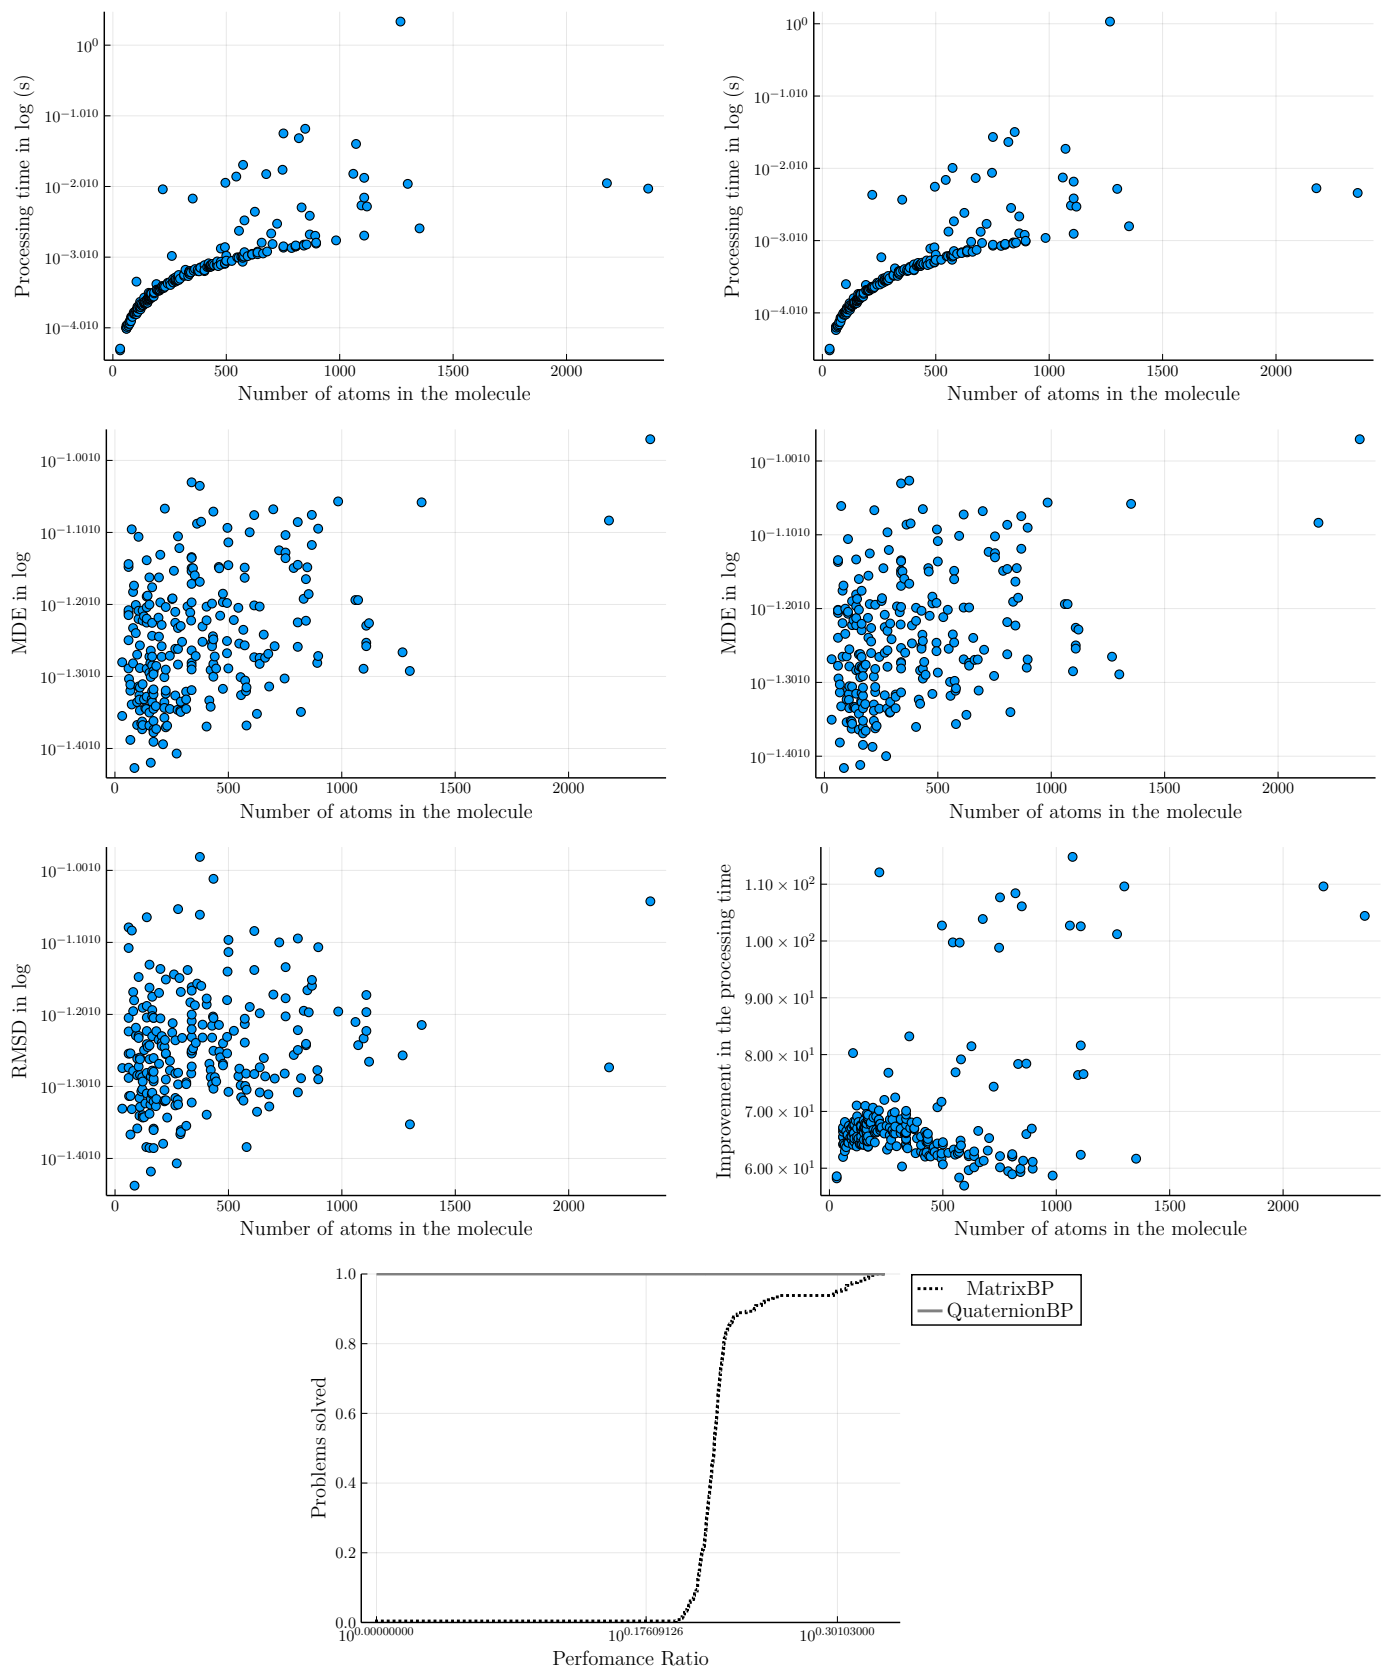 Processing time in log (s)
10^0
10^−1.010
10^−2.010
10^−3.010
10^−4.010
0 500 1000 1500 2000
Number of atoms in the molecule
Processing time in log (s)
10^0
10^−1.010
10^−2.010
10^−3.010
10^−4.010
0 500 1000 1500 2000
Number of atoms in the molecule
MDE in log
10^−1.0010
10^−1.1010
10^−1.2010
10^−1.3010
10^−1.4010
0 500 1000 1500 2000
Number of atoms in the molecule
MDE in log
10^−1.0010
10^−1.1010
10^−1.2010
10^−1.3010
10^−1.4010
0 500 1000 1500 2000
Number of atoms in the molecule
RMSD in log
10^−1.0010
10^−1.1010
10^−1.2010
10^−1.3010
10^−1.4010
0 500 1000 1500 2000
Number of atoms in the molecule
Improvement in the processing time
1.10 × 10^2
1.00 × 10^2
9.00 × 10^1
8.00 × 10^1
7.00 × 10^1
6.00 × 10^1
0 500 1000 1500 2000
Number of atoms in the molecule
Problems solved
1.0
0.8
0.6
0.4
0.2
0.0
10^0.00000000 10^0.17609126 10^0.30103000
Perfomance Ratio
MatrixBP
QuaternionBP